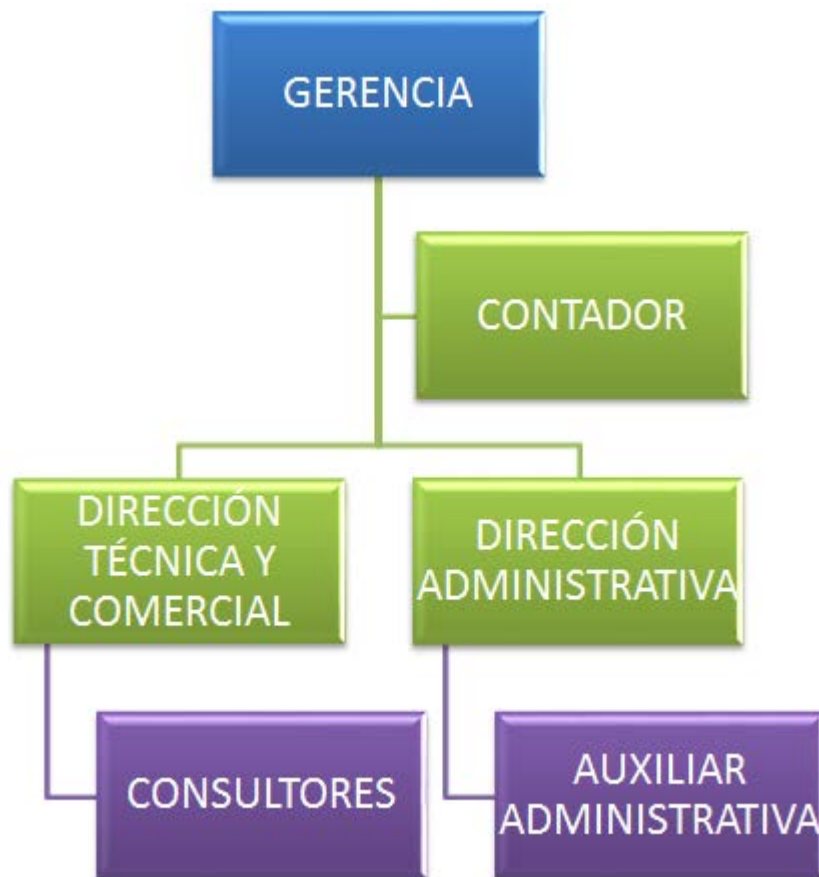 GERENCIA
CONTADOR
DIRECCIÓN
TÉCNICA Y
COMERCIAL
DIRECCIÓN
ADMINISTRATIVA
CONSULTORES
AUXILIAR
ADMINISTRATIVA